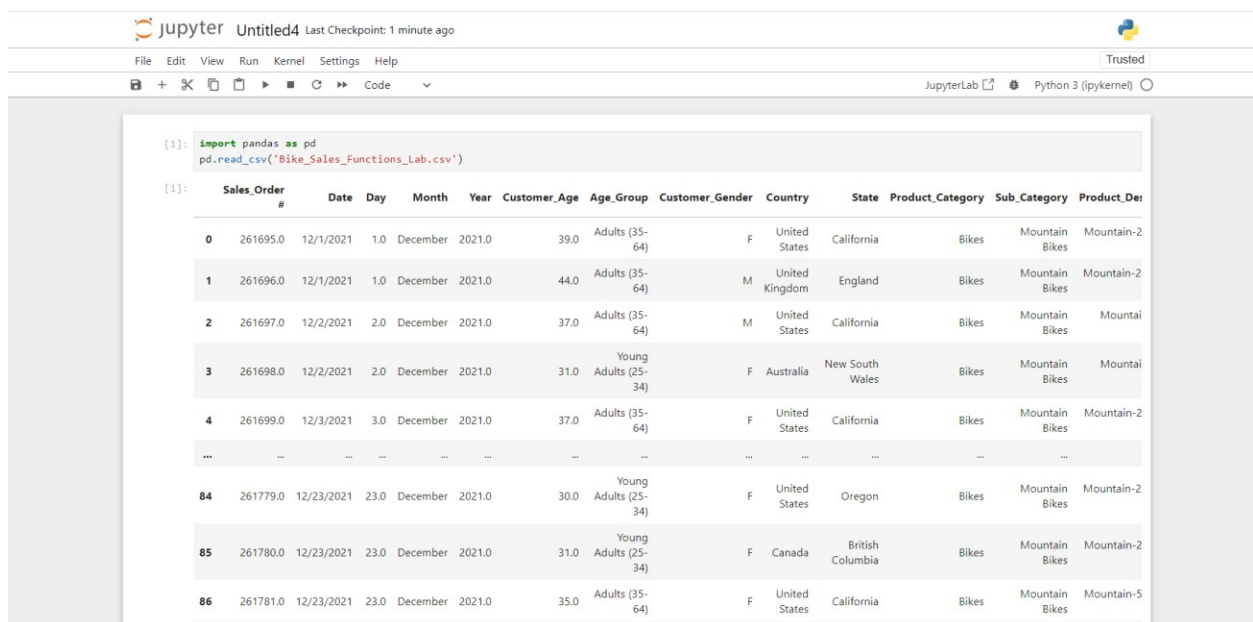 jupyter Untitled4 Last Checkpoint: 1 minute ago
File Edit View Run Kernel Settings Help Trusted
Code JupyterLab Python 3 (ipykernel)
[1]: import pandas as pd
pd.read_csv('Bike_Sales_Functions_Lab.csv')
[1]: Sales_Order # Date Day Month Year Customer_Age Age_Group Customer_Gender Country State Product_Category Sub_Category Product_Des
0 261695.0 12/1/2021 1.0 December 2021.0 39.0 Adults (35-64) F United States California Bikes Mountain Bikes Mountain-2
1 261696.0 12/1/2021 1.0 December 2021.0 44.0 Adults (35-64) M United Kingdom England Bikes Mountain Bikes Mountain-2
2 261697.0 12/2/2021 2.0 December 2021.0 37.0 Adults (35-64) M United States California Bikes Mountain Bikes Mountai
3 261698.0 12/2/2021 2.0 December 2021.0 31.0 Young Adults (25-34) F Australia New South Wales Bikes Mountain Bikes Mountai
4 261699.0 12/3/2021 3.0 December 2021.0 37.0 Adults (35-64) F United States California Bikes Mountain Bikes Mountain-2
... ... ... ... ... ... ... ... ... ... ... ... ...
84 261779.0 12/23/2021 23.0 December 2021.0 30.0 Young Adults (25-34) F United States Oregon Bikes Mountain Bikes Mountain-2
85 261780.0 12/23/2021 23.0 December 2021.0 31.0 Young Adults (25-34) F Canada British Columbia Bikes Mountain Bikes Mountain-2
86 261781.0 12/23/2021 23.0 December 2021.0 35.0 Adults (35-64) F United States California Bikes Mountain Bikes Mountain-5